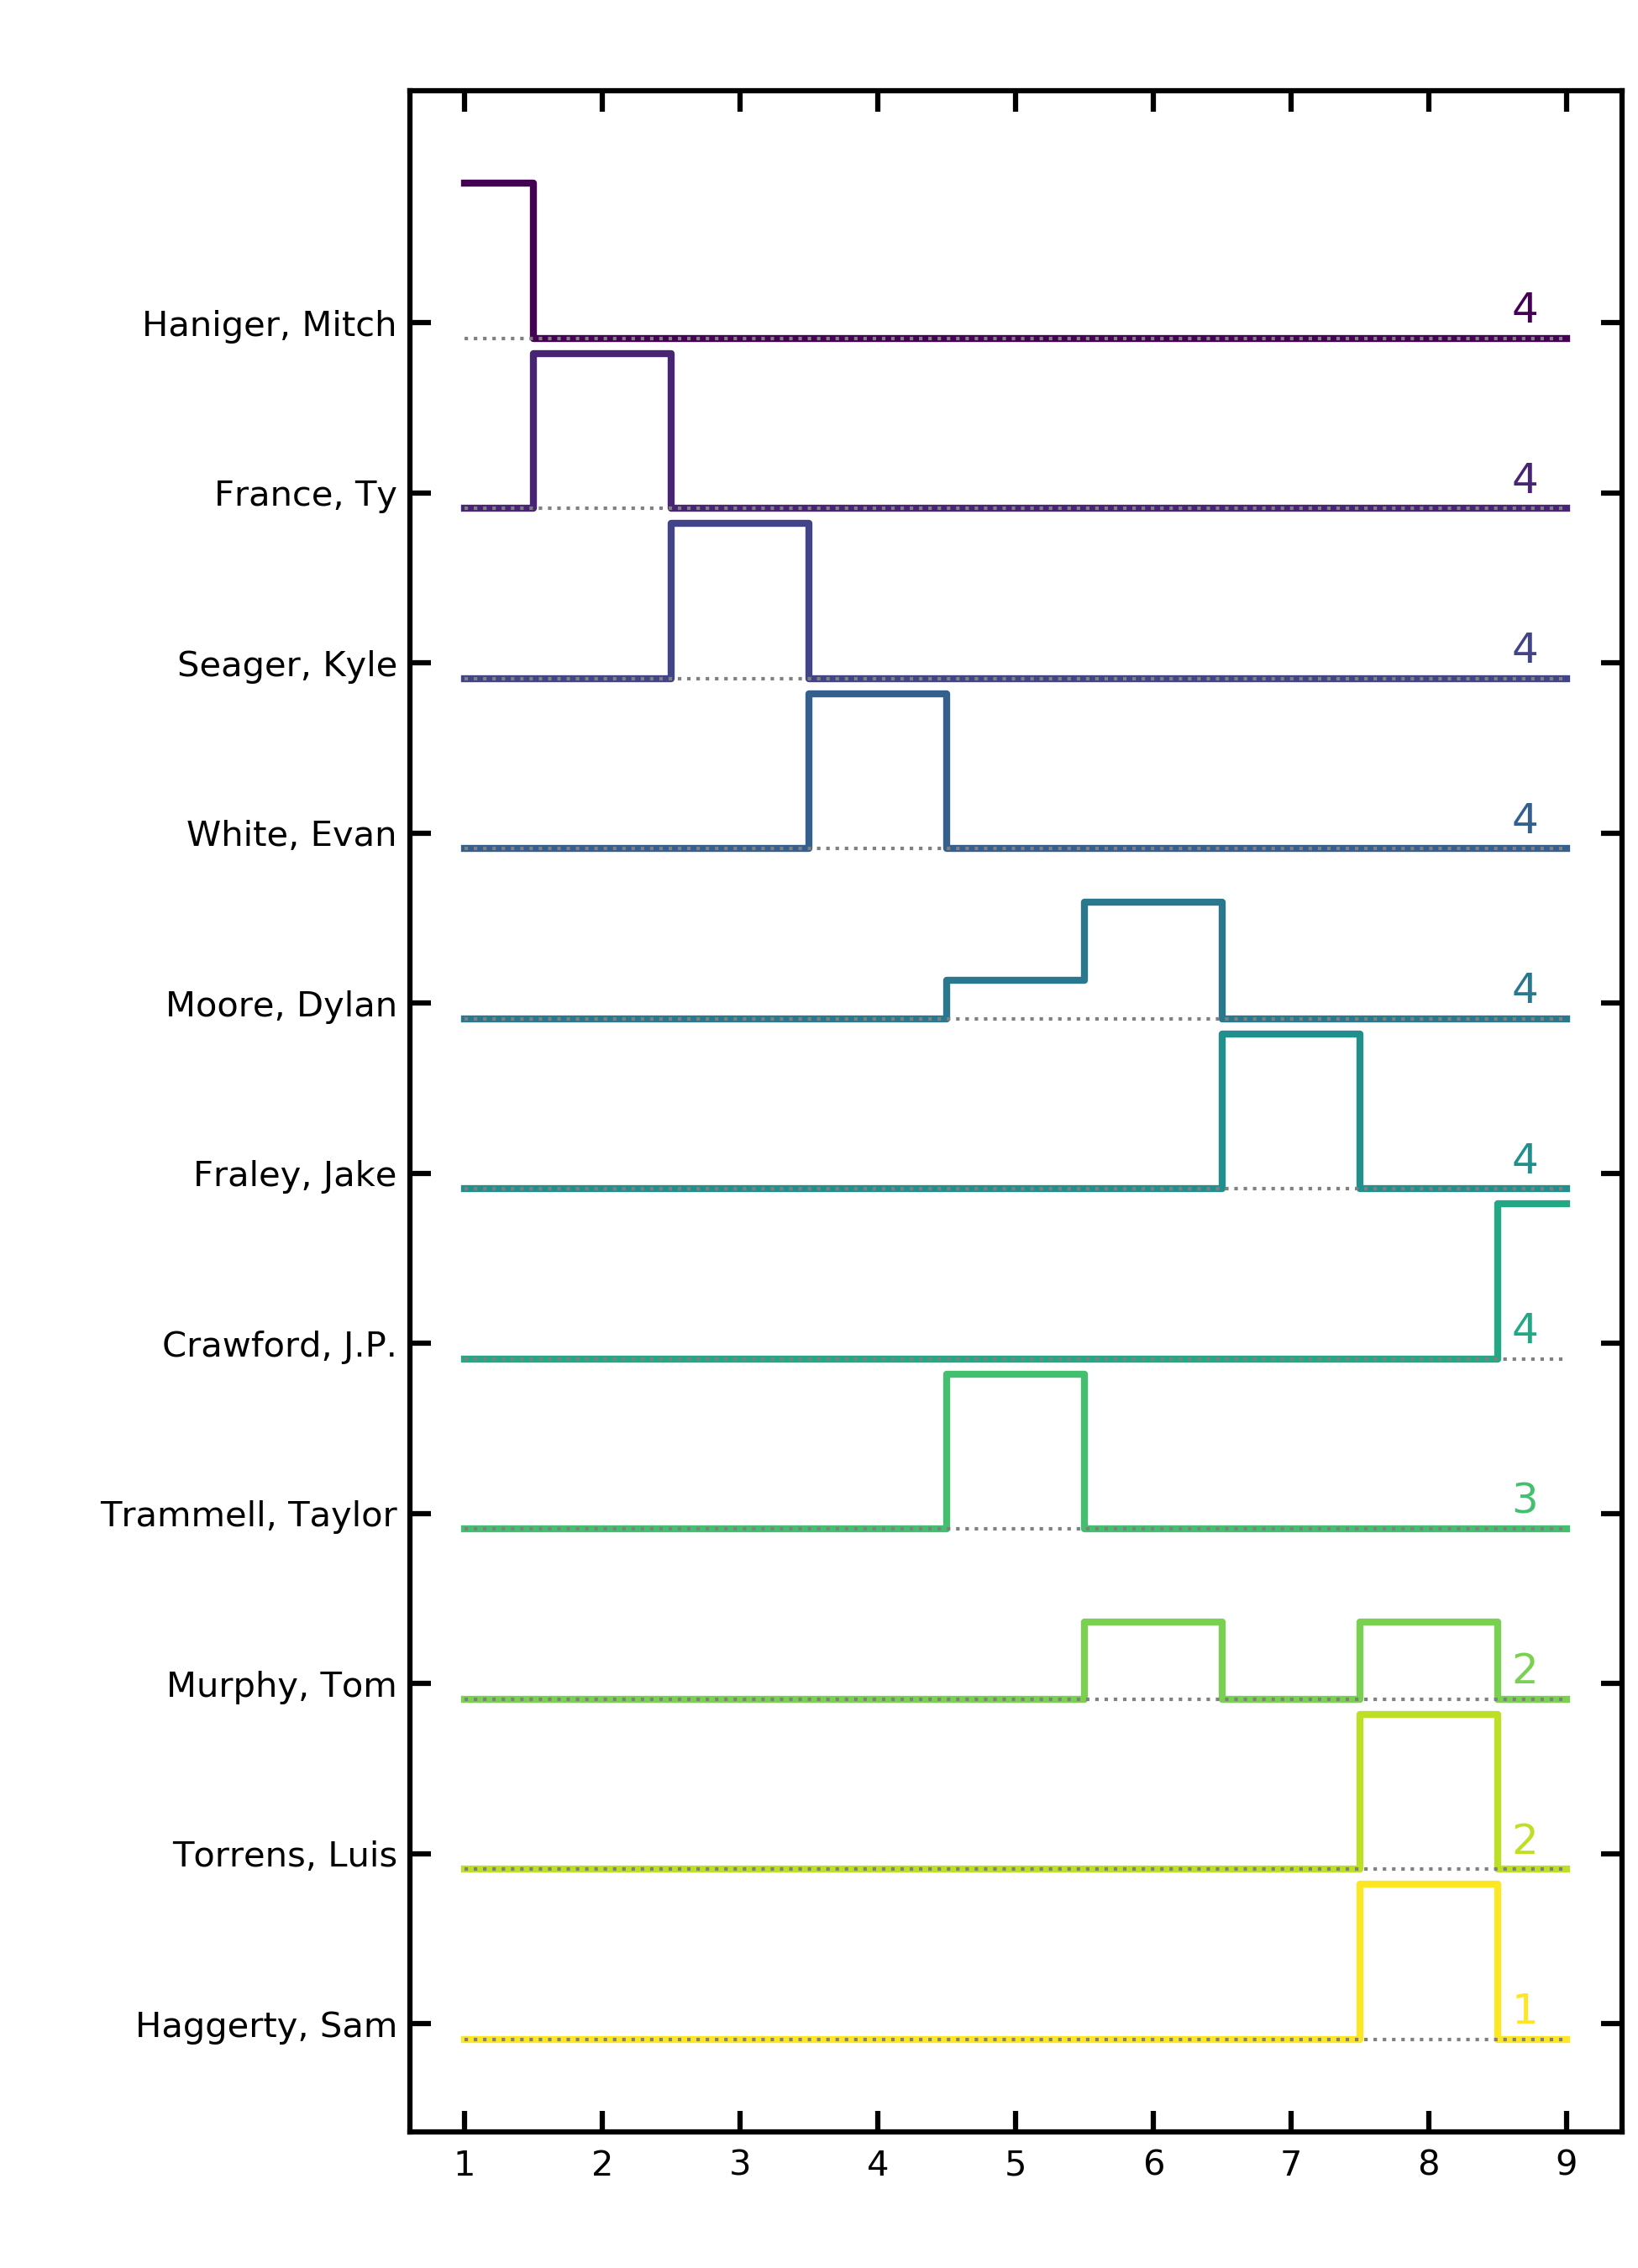 Haniger, Mitch 4
France, Ty 4
Seager, Kyle 4
White, Evan 4
Moore, Dylan 4
Fraley, Jake 4
Crawford, J.P. 4
Trammell, Taylor 3
Murphy, Tom 2
Torrens, Luis 2
Haggerty, Sam 1
1 2 3 4 5 6 7 8 9